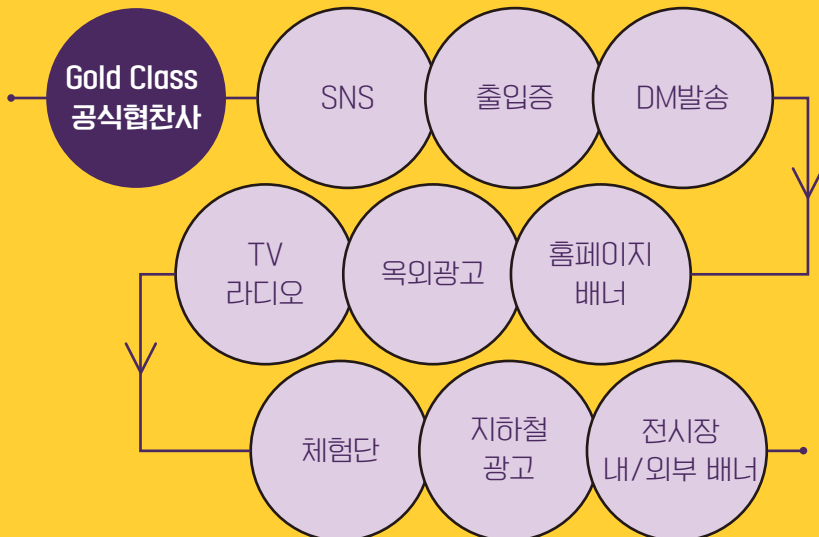 Gold Class
공식협찬사
SNS
출입증
DM발송
홈페이지
배너
옥외광고
TV
라디오
체험단
지하철
광고
전시장
내/외부 배너